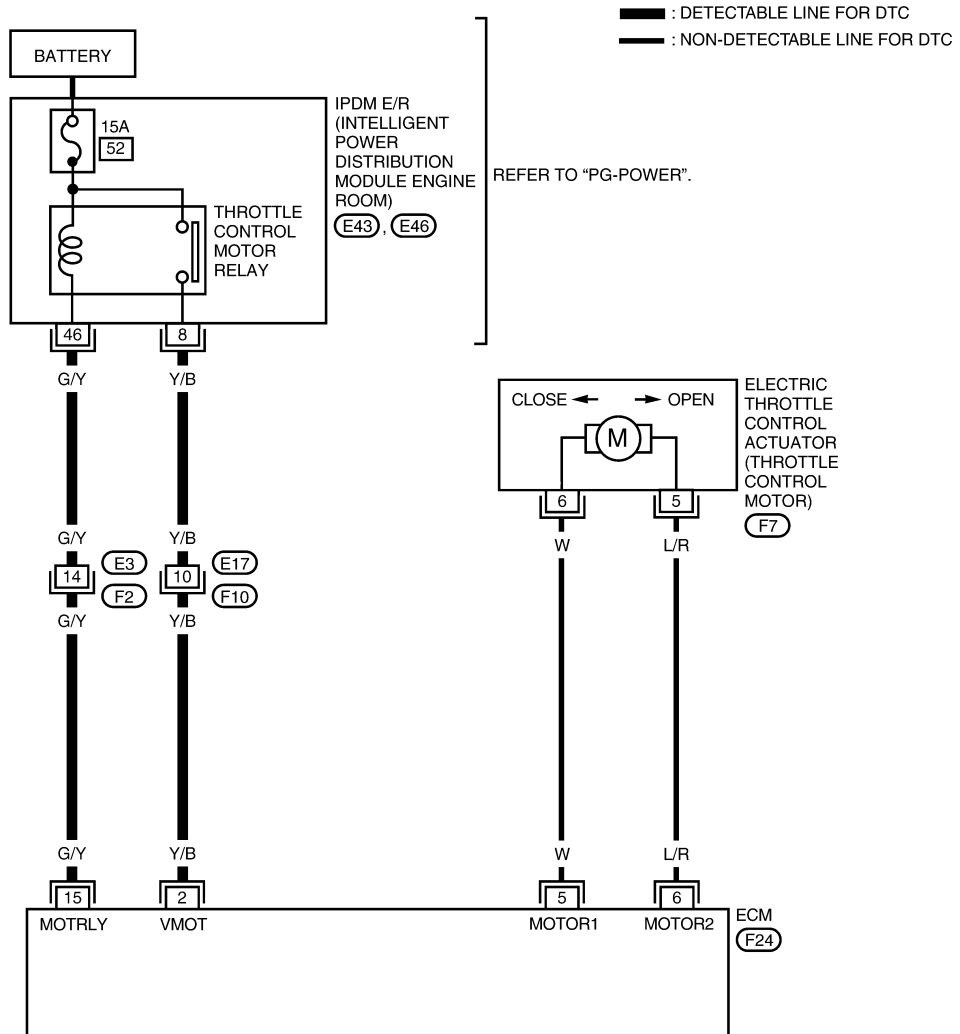 : DETECTABLE LINE FOR DTC
: NON-DETECTABLE LINE FOR DTC
BATTERY
15A
52
IPDM E/R
(INTELLIGENT
POWER
DISTRIBUTION
MODULE ENGINE
ROOM)
E43 , E46
REFER TO “PG-POWER”.
THROTTLE
CONTROL
MOTOR
RELAY
46 8
G/Y Y/B
CLOSE OPEN
M
ELECTRIC
THROTTLE
CONTROL
ACTUATOR
(THROTTLE
CONTROL
MOTOR)
F7
6 5
W L/R
G/Y Y/B
14 E3 10 E17
F2 F10
G/Y Y/B
G/Y Y/B W L/R
15 2 5 6
MOTRLY VMOT MOTOR1 MOTOR2
ECM
F24